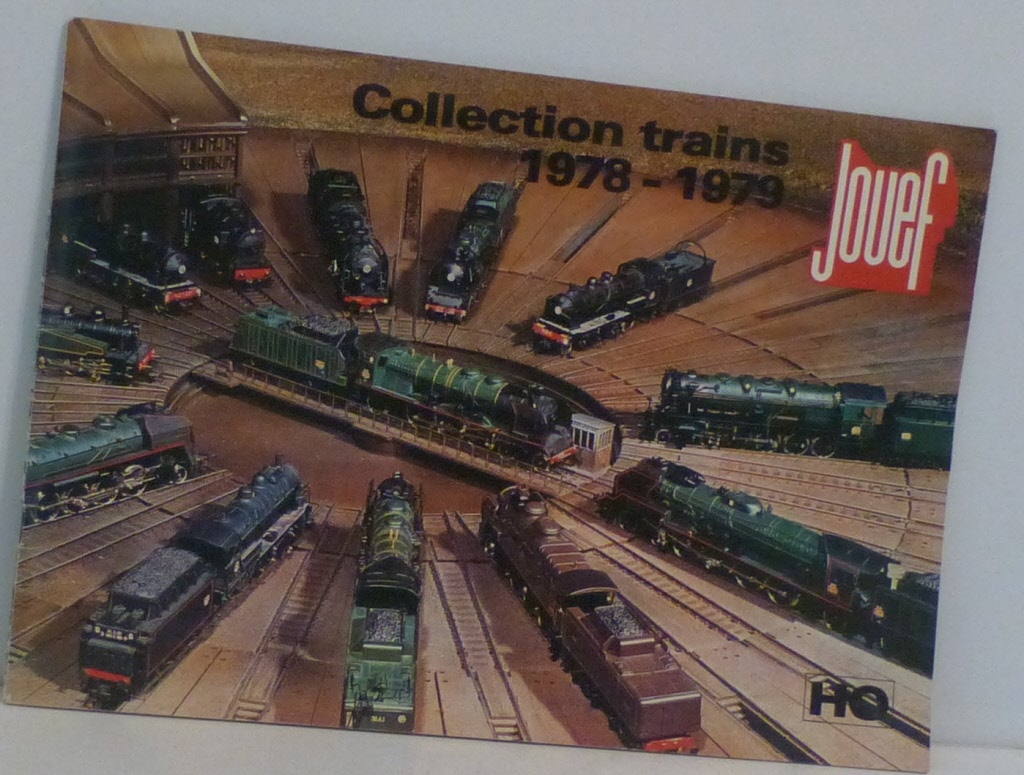 Collection trains
1978 - 1979
Jouef
HO